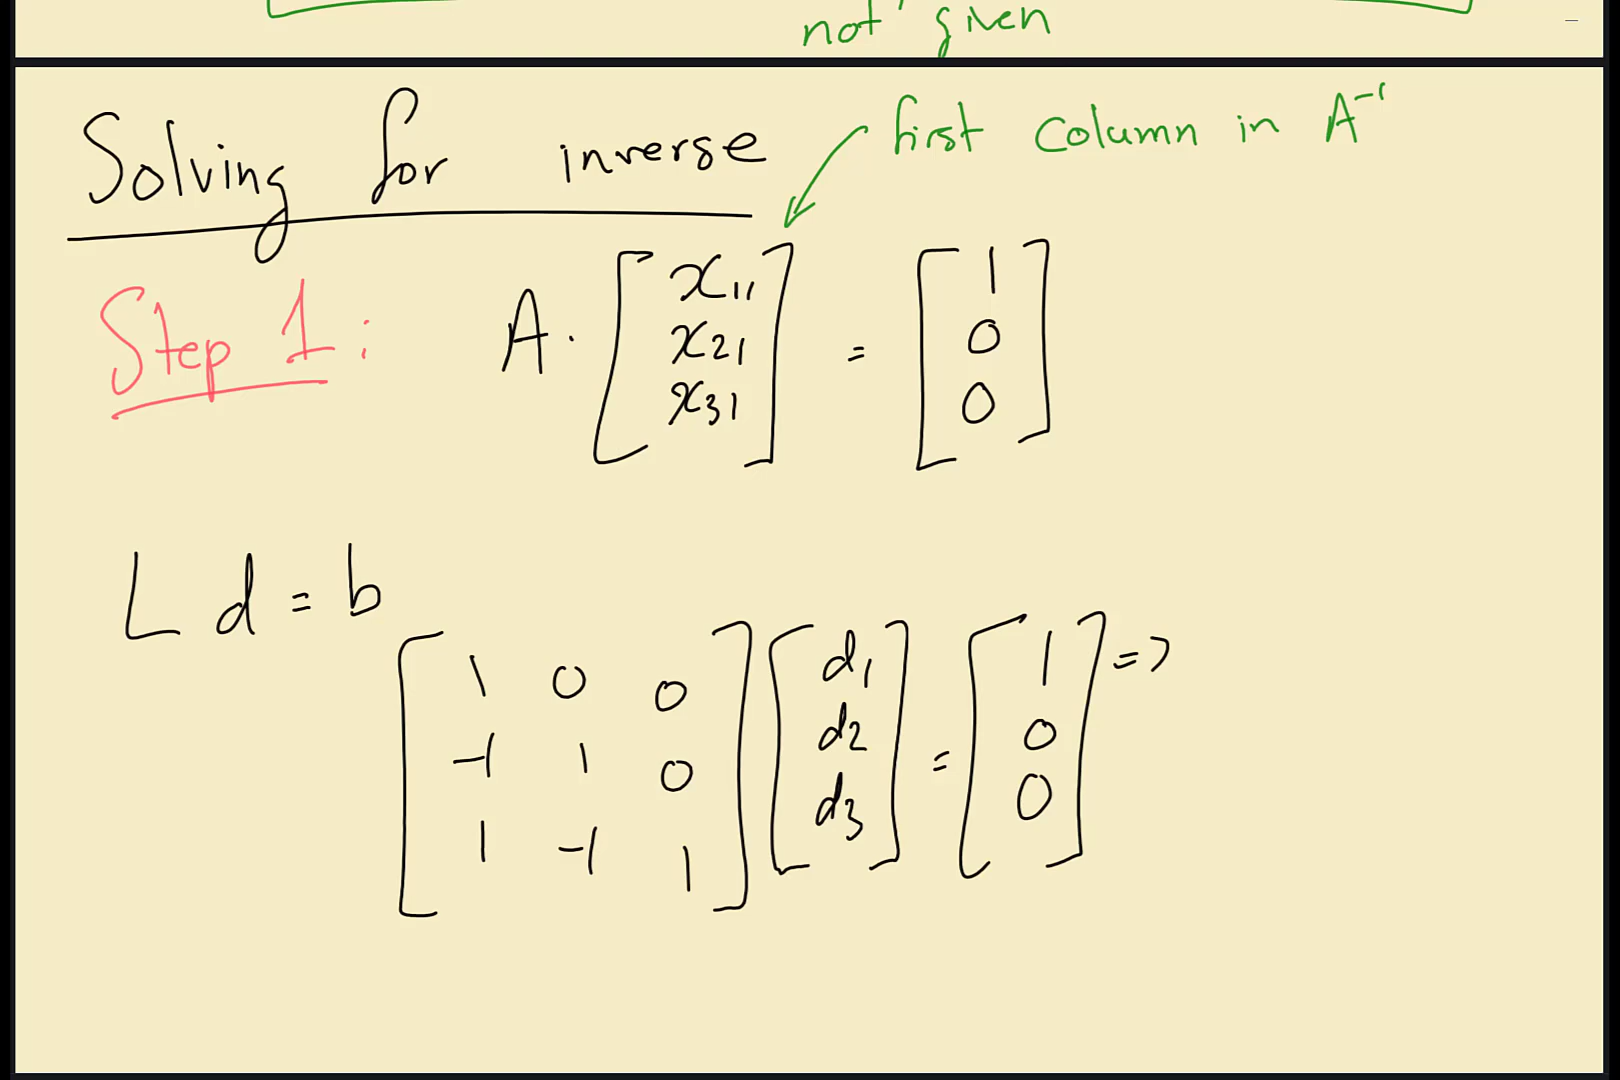 not given
Solving for inverse
first column in A⁻¹
Step 1: A · [x₁₁ x₂₁ x₃₁] = [1 0 0]
L d = b
[1 0 0
-1 1 0
1 -1 1] [d₁ d₂ d₃] = [1 0 0] =>